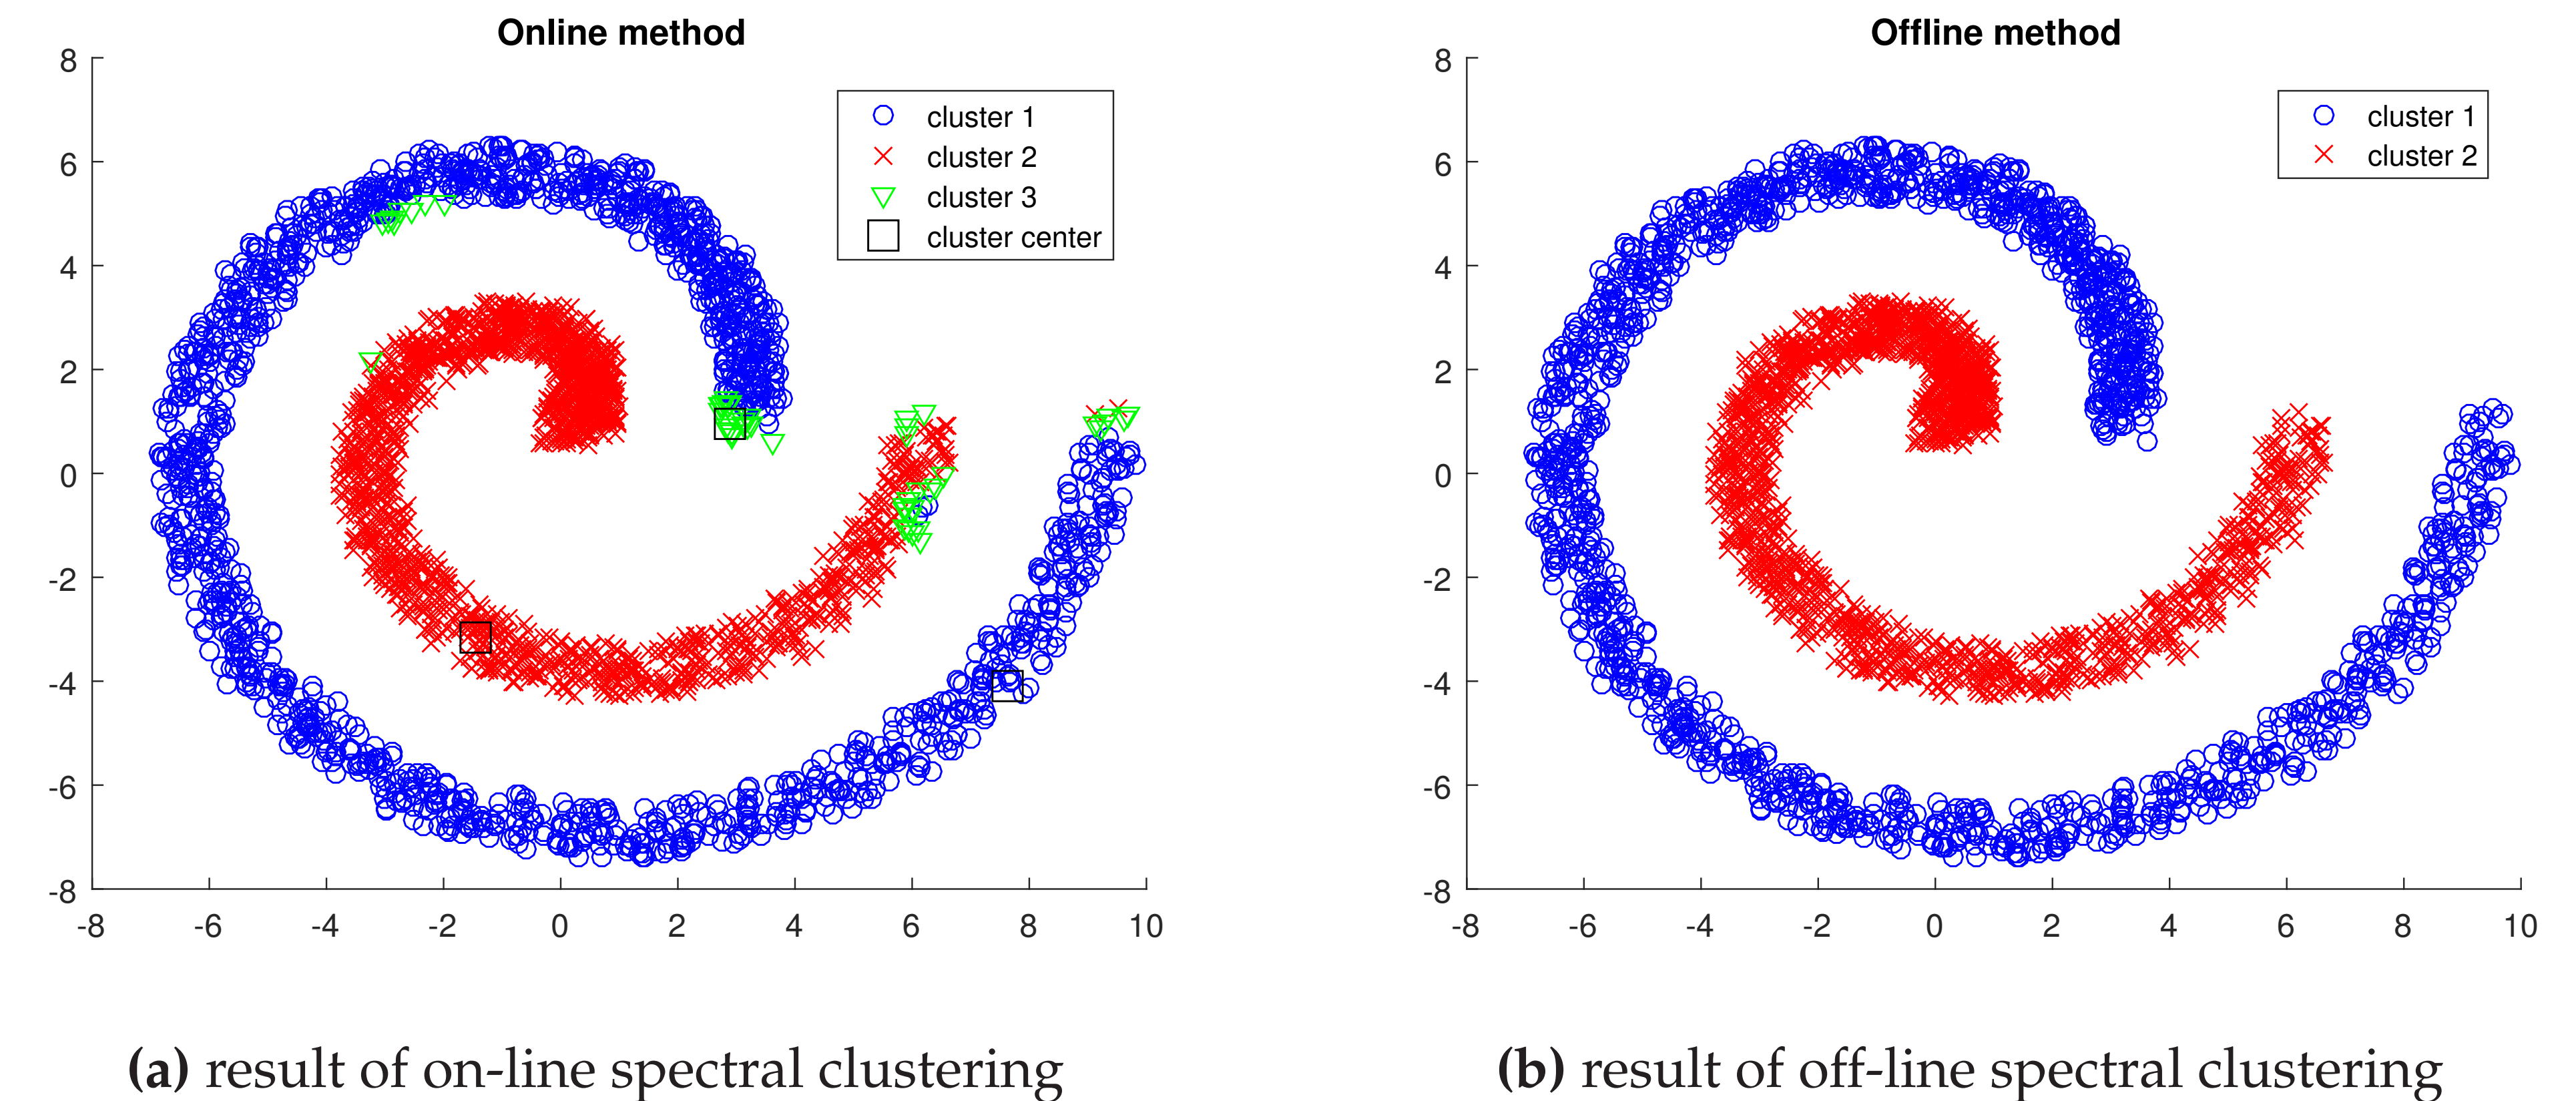 Online method
8
6
4
2
0
-2
-4
-6
-8
-8 -6 -4 -2 0 2 4 6 8 10
cluster 1
cluster 2
cluster 3
cluster center
(a) result of on-line spectral clustering
Offline method
8
6
4
2
0
-2
-4
-6
-8
-8 -6 -4 -2 0 2 4 6 8 10
cluster 1
cluster 2
(b) result of off-line spectral clustering